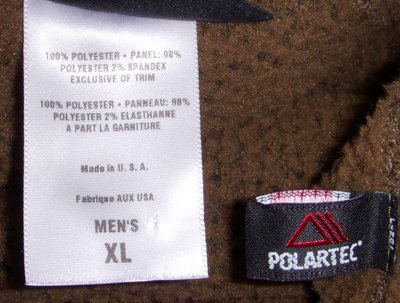 100% POLYESTER • PANEL: 98%
POLYESTER 2% SPANDEX
EXCLUSIVE OF TRIM
100% POLYESTER • PANNEAU: 98%
POLYESTER 2% ELASTHANNE
A PART LA GARNITURE
Made in U. S. A.
Fabrique AUX USA
MEN'S
XL
POLARTEC